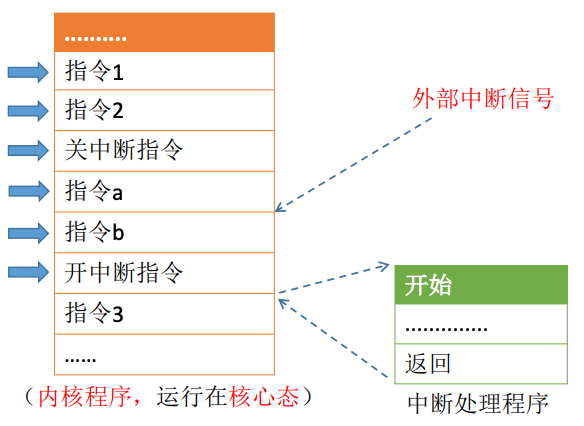 ..........
指令1
指令2
关中断指令
指令a
指令b
开中断指令
指令3
......
（内核程序，运行在核心态）
外部中断信号
开始
..............
返回
中断处理程序